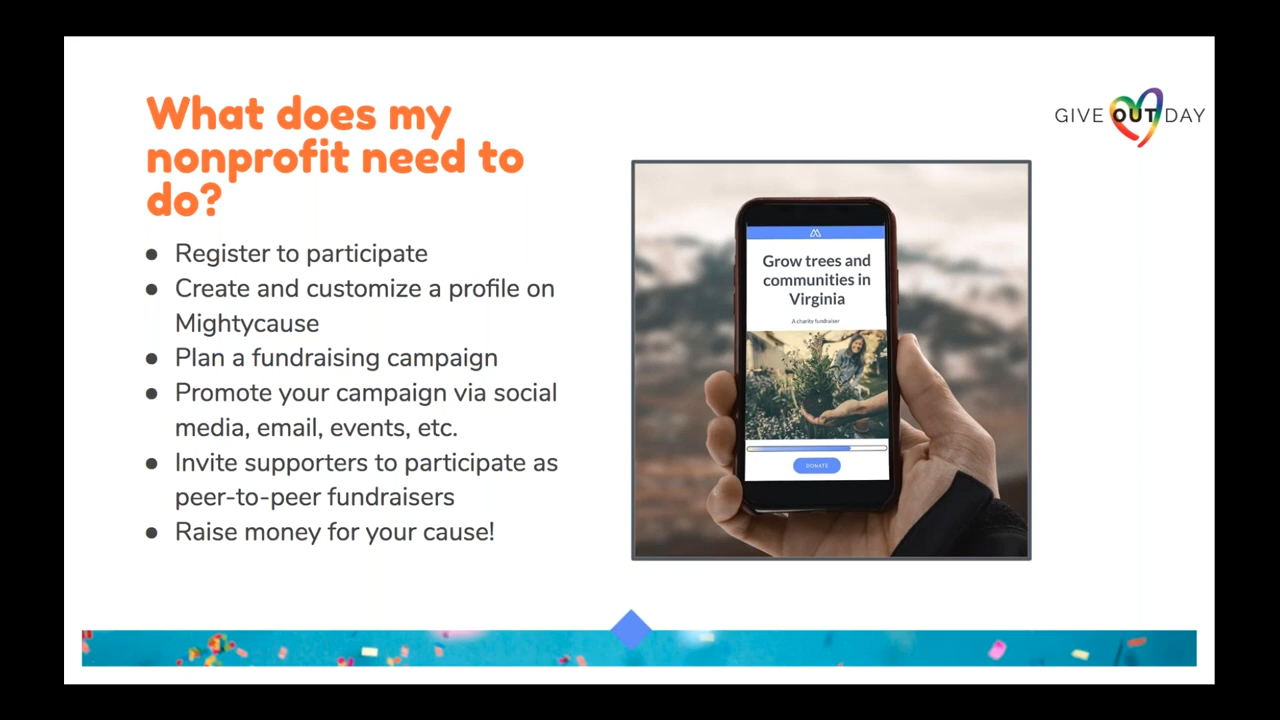 What does my
nonprofit need to
do?
GIVE OUT DAY
● Register to participate
● Create and customize a profile on
Mightycause
● Plan a fundraising campaign
● Promote your campaign via social
media, email, events, etc.
● Invite supporters to participate as
peer-to-peer fundraisers
● Raise money for your cause!
Grow trees and
communities in
Virginia
A charity fundraiser
DONATE